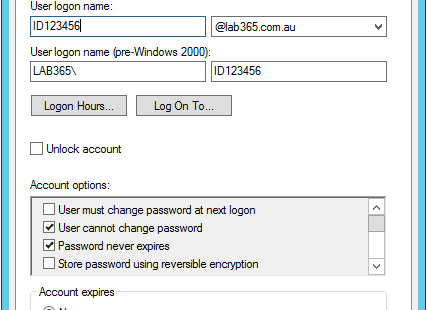 User logon name:
ID123456 @lab365.com.au
User logon name (pre-Windows 2000):
LAB365\ ID123456
Logon Hours... Log On To...
Unlock account
Account options:
User must change password at next logon
User cannot change password
Password never expires
Store password using reversible encryption
Account expires